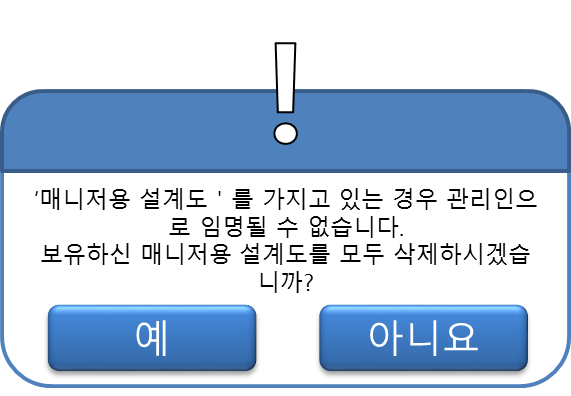 !
‘매니저용 설계도 ' 를 가지고 있는 경우 관리인으
로 임명될 수 없습니다.
보유하신 매니저용 설계도를 모두 삭제하시겠습
니까?
예
아니요